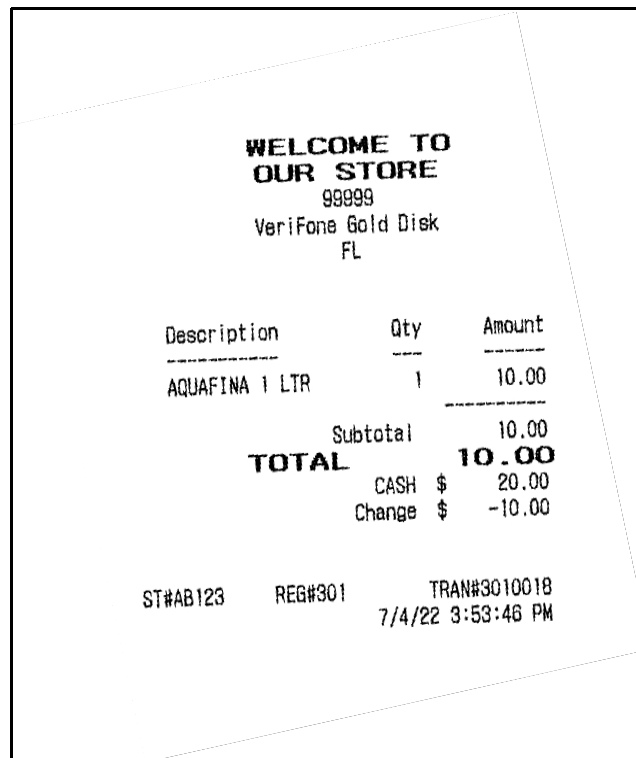 WELCOME TO
OUR STORE
99999
VeriFone Gold Disk
FL
Description Qty Amount
------------ --- -------
AQUAFINA 1 LTR 1 10.00
-----------
Subtotal 10.00
TOTAL 10.00
CASH $ 20.00
Change $ -10.00
ST#AB123 REG#301 TRAN#3010018
7/4/22 3:53:46 PM